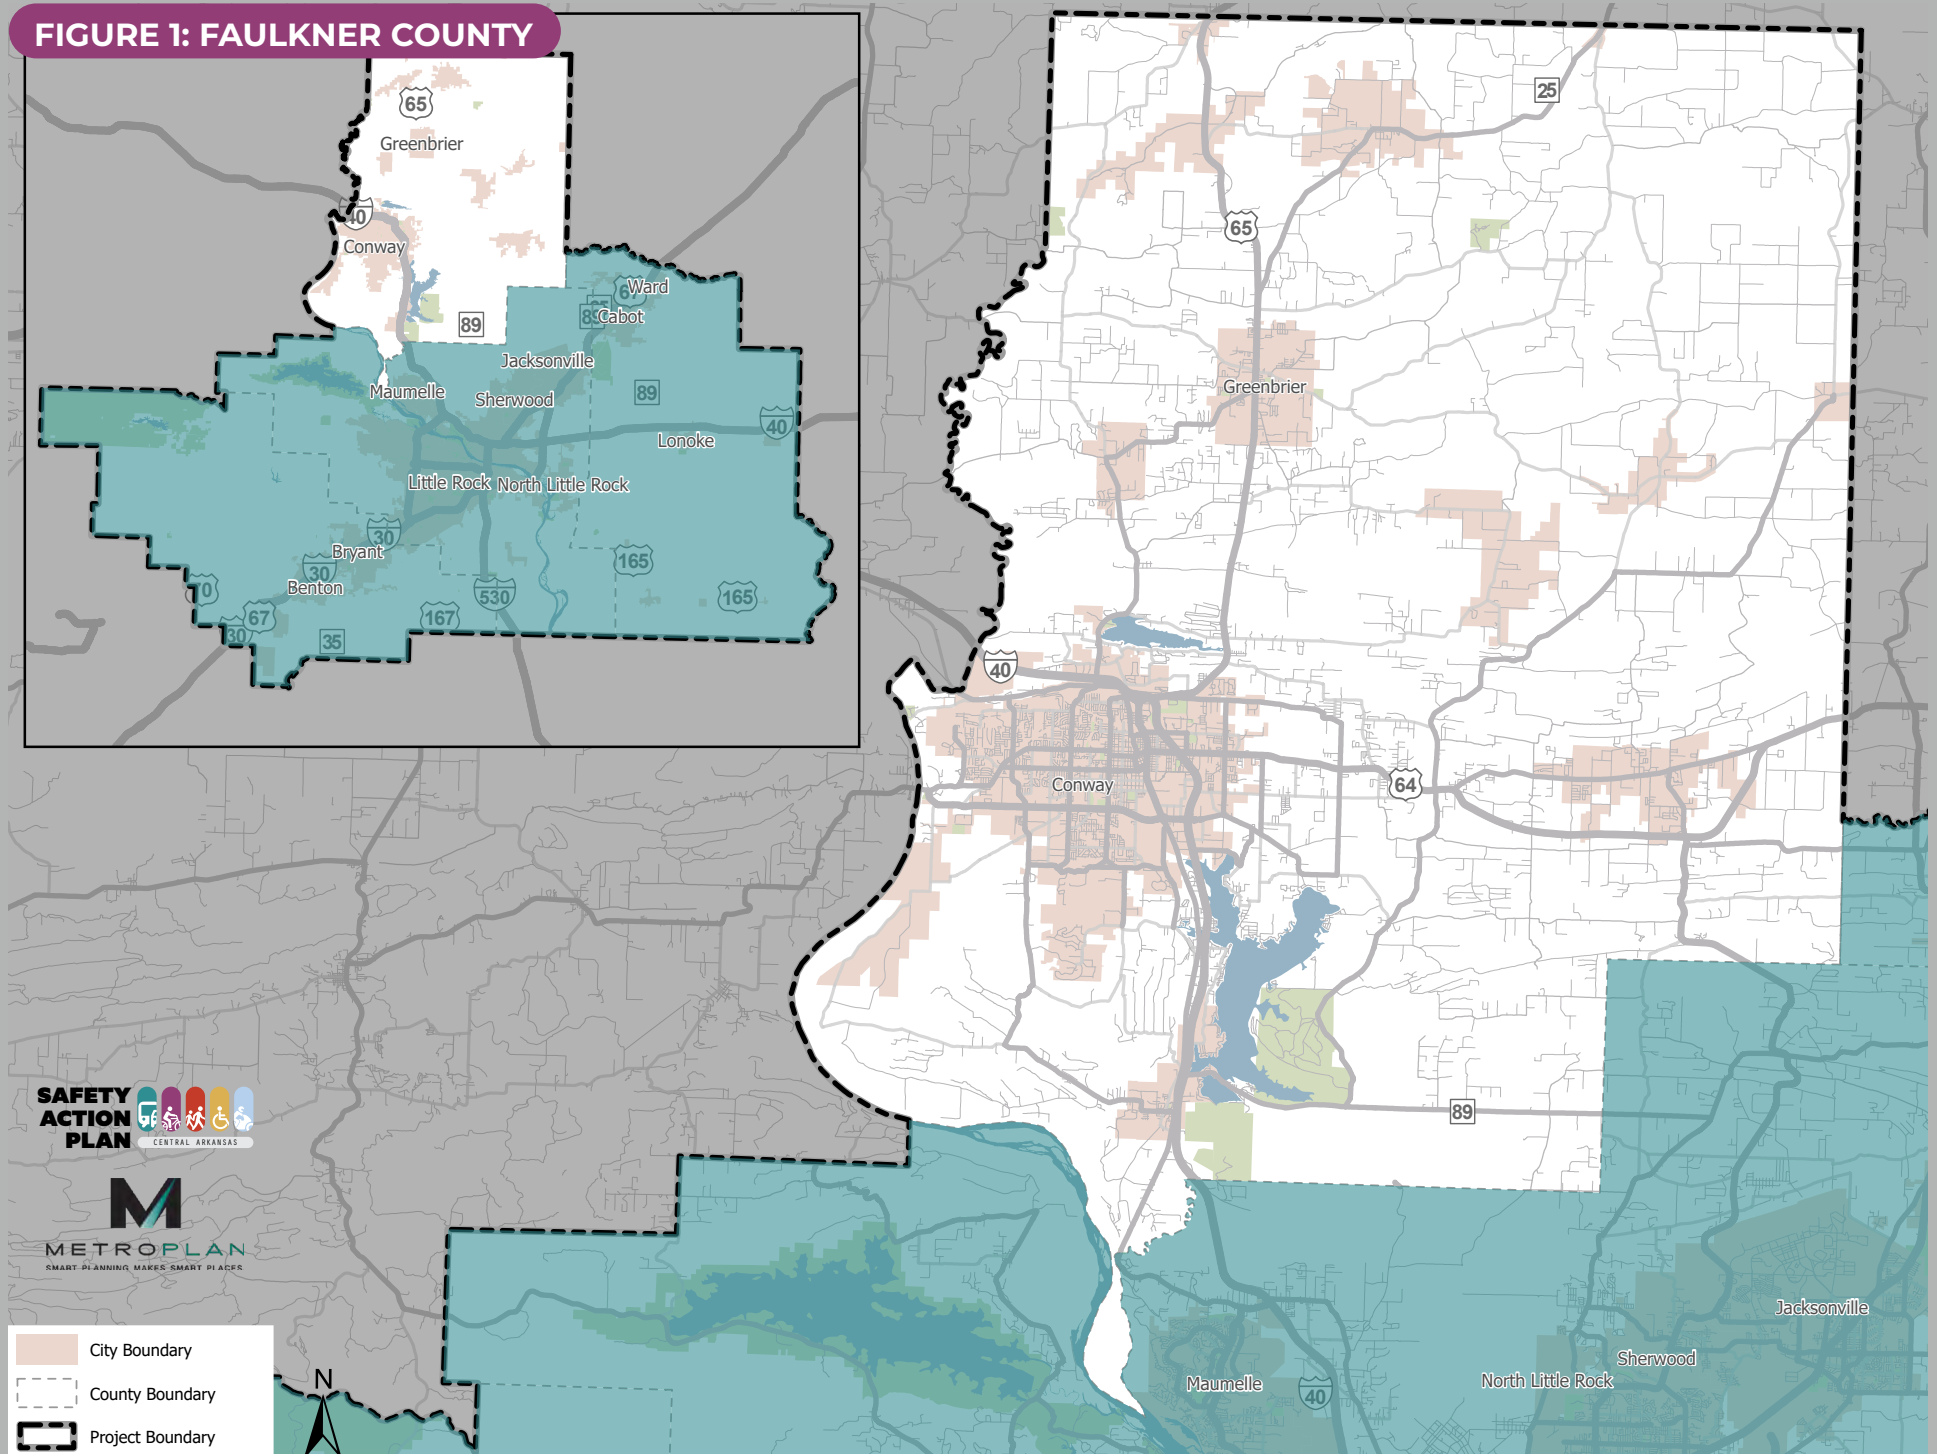 FIGURE 1: FAULKNER COUNTY
65
Greenbrier
40
Conway
89
67
Ward
Cabot
Jacksonville
Maumelle
Sherwood
89
40
Lonoke
Little Rock
North Little Rock
30
Bryant
30
Benton
70
67
30
35
167
530
165
165
25
65
Greenbrier
40
Conway
64
89
Jacksonville
Sherwood
North Little Rock
Maumelle
40
SAFETY
ACTION
PLAN
CENTRAL ARKANSAS
METROPLAN
SMART PLANNING MAKES SMART PLACES
City Boundary
County Boundary
Project Boundary
N